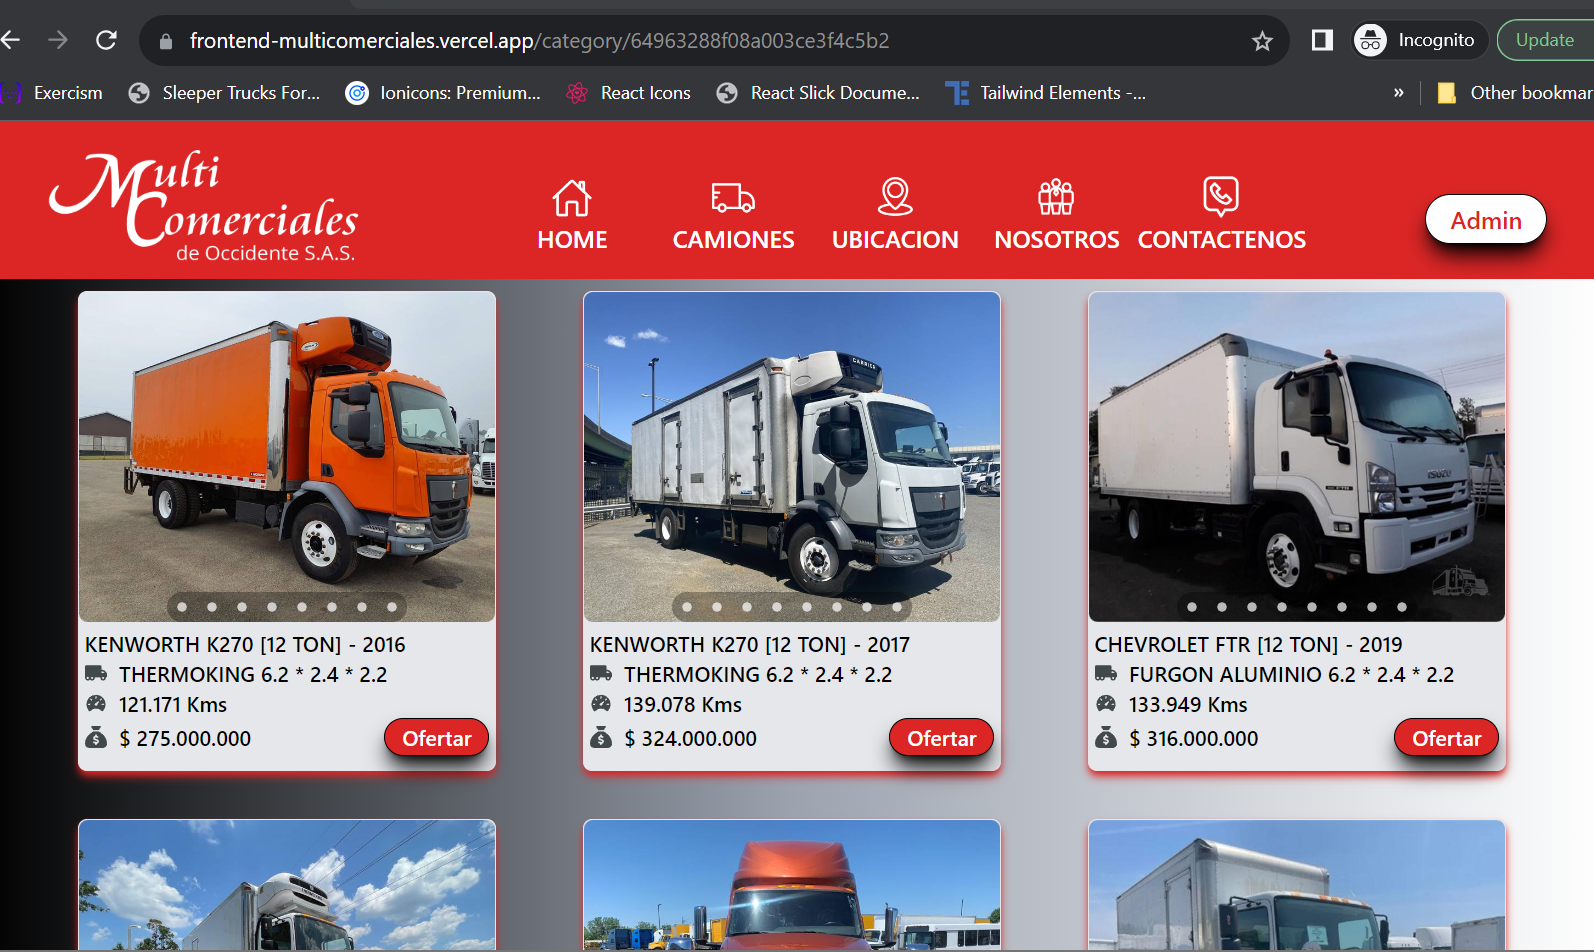 frontend-multicomerciales.vercel.app/category/64963288f08a003ce3f4c5b2
Incognito
Update
Exercism
Sleeper Trucks For...
Ionicons: Premium...
React Icons
React Slick Docume...
Tailwind Elements -...
»
Other bookmar
Multi
Comerciales
de Occidente S.A.S.
HOME
CAMIONES
UBICACION
NOSOTROS
CONTACTENOS
Admin
CARRIER
ISUZU
KENWORTH K270 [12 TON] - 2016
THERMOKING 6.2 * 2.4 * 2.2
121.171 Kms
$ 275.000.000
Ofertar
KENWORTH K270 [12 TON] - 2017
THERMOKING 6.2 * 2.4 * 2.2
139.078 Kms
$ 324.000.000
Ofertar
CHEVROLET FTR [12 TON] - 2019
FURGON ALUMINIO 6.2 * 2.4 * 2.2
133.949 Kms
$ 316.000.000
Ofertar